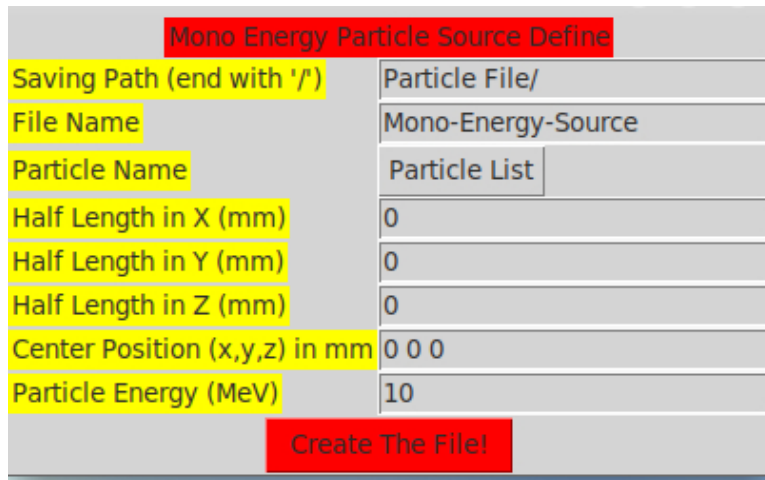 Mono Energy Particle Source Define
Saving Path (end with '/') Particle File/
File Name Mono-Energy-Source
Particle Name Particle List
Half Length in X (mm) 0
Half Length in Y (mm) 0
Half Length in Z (mm) 0
Center Position (x,y,z) in mm 0 0 0
Particle Energy (MeV) 10
Create The File!